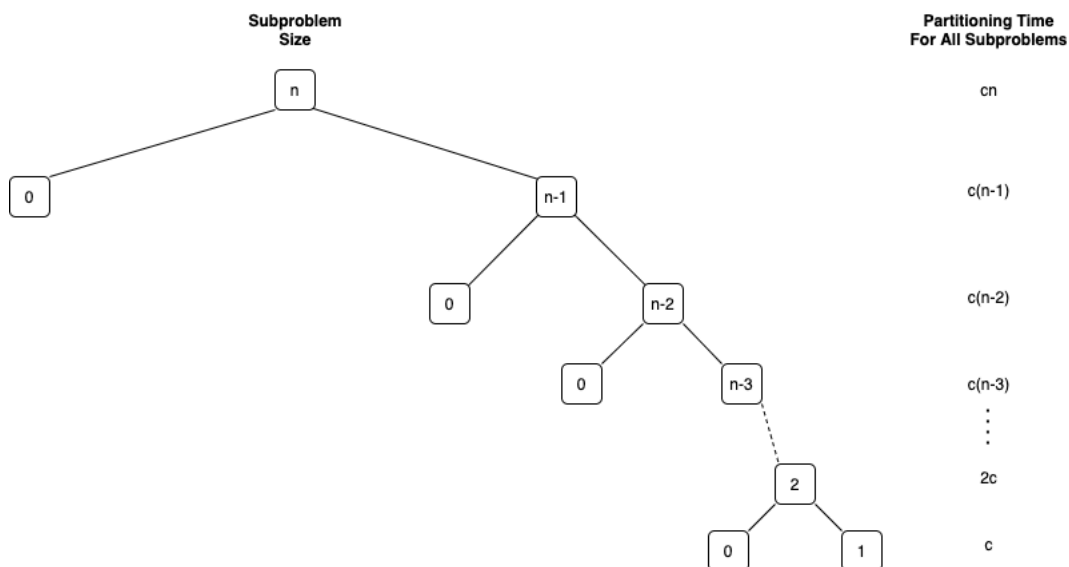 Subproblem
Size
Partitioning Time
For All Subproblems
n
cn
0
n-1
c(n-1)
0
n-2
c(n-2)
0
n-3
c(n-3)
2
2c
0
1
c